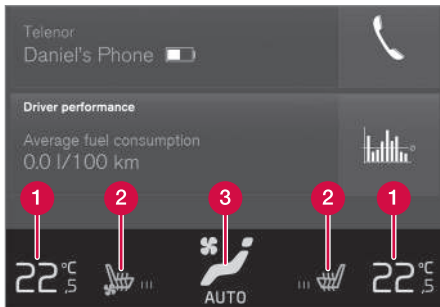 Telenor
Daniel's Phone
Driver performance
Average fuel consumption
0.0 l/100 km
1 2 3 2 1
22,5 °C 22,5 °C
AUTO